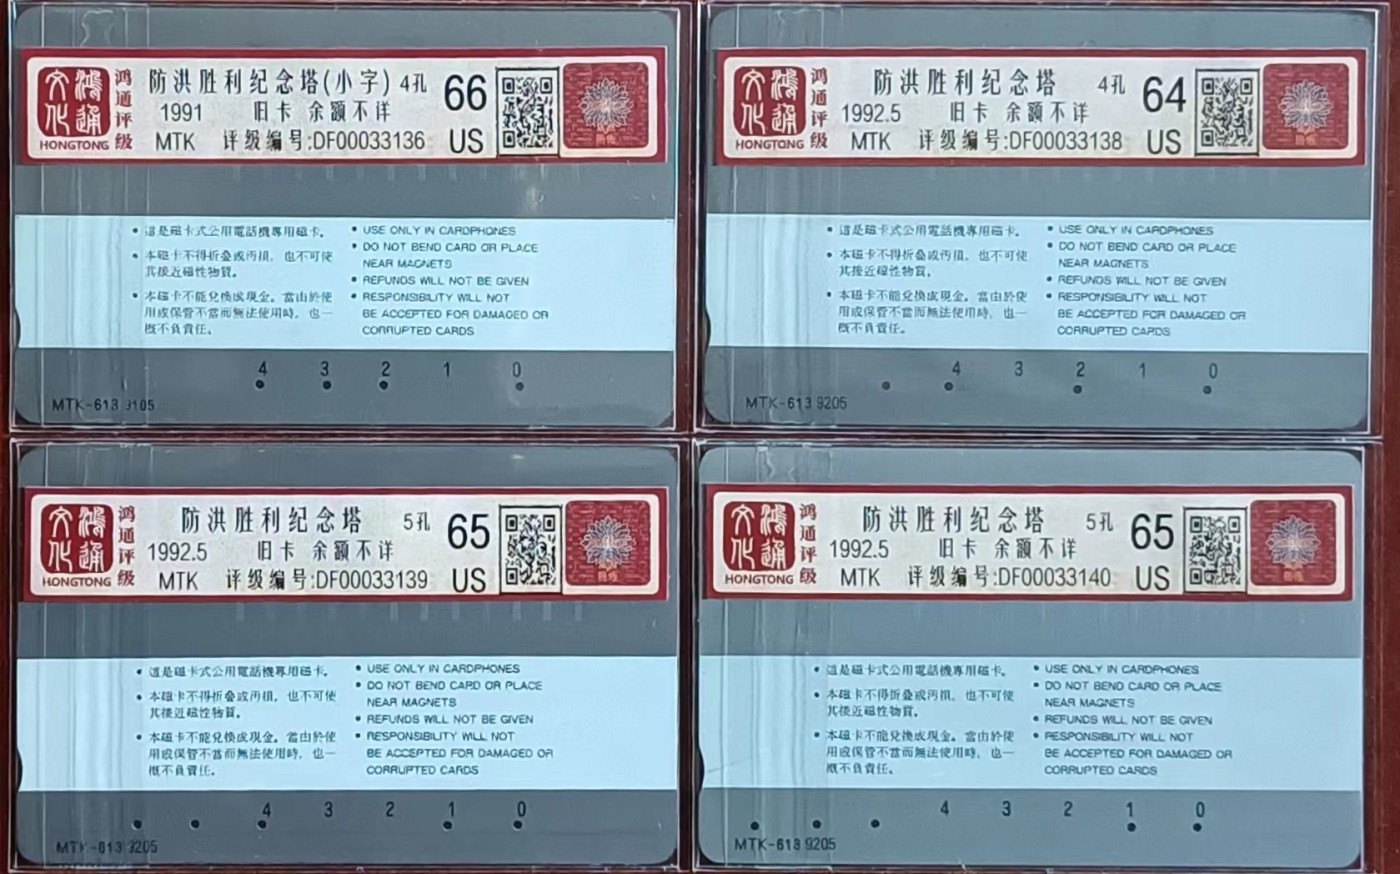 鸿通文化
HONGTONG
鸿通评级
防洪胜利纪念塔(小字) 4孔
1991 旧卡 余额不详
MTK 评级编号:DF00033136
66
US
這是磁卡式公用電話機專用磁卡。
本磁卡不得折叠或汚損，也不可使
其接近磁性物質。
本磁卡不能兌換成現金。當由於使
用或保管不當而無法使用時，也一
概不負責任。
USE ONLY IN CARDPHONES
DO NOT BEND CARD OR PLACE
NEAR MAGNETS
REFUNDS WILL NOT BE GIVEN
RESPONSIBILITY WILL NOT
BE ACCEPTED FOR DAMAGED OR
CORRUPTED CARDS
4 3 2 1 0
MTK-613 9105
鸿通文化
HONGTONG
鸿通评级
防洪胜利纪念塔 4孔
1992.5 旧卡 余额不详
MTK 评级编号:DF00033138
64
US
這是磁卡式公用電話機專用磁卡。
本磁卡不得折叠或汚損，也不可使
其接近磁性物質。
本磁卡不能兌換成現金。當由於使
用或保管不當而無法使用時，也一
概不負責任。
USE ONLY IN CARDPHONES
DO NOT BEND CARD OR PLACE
NEAR MAGNETS
REFUNDS WILL NOT BE GIVEN
RESPONSIBILITY WILL NOT
BE ACCEPTED FOR DAMAGED OR
CORRUPTED CARDS
4 3 2 1 0
MTK-613 9205
鸿通文化
HONGTONG
鸿通评级
防洪胜利纪念塔 5孔
1992.5 旧卡 余额不详
MTK 评级编号:DF00033139
65
US
這是磁卡式公用電話機專用磁卡。
本磁卡不得折叠或汚損，也不可使
其接近磁性物質。
本磁卡不能兌換成現金。當由於使
用或保管不當而無法使用時，也一
概不負責任。
USE ONLY IN CARDPHONES
DO NOT BEND CARD OR PLACE
NEAR MAGNETS
REFUNDS WILL NOT BE GIVEN
RESPONSIBILITY WILL NOT
BE ACCEPTED FOR DAMAGED OR
CORRUPTED CARDS
4 3 2 1 0
MTK-613 9205
鸿通文化
HONGTONG
鸿通评级
防洪胜利纪念塔 5孔
1992.5 旧卡 余额不详
MTK 评级编号:DF00033140
65
US
這是磁卡式公用電話機專用磁卡。
本磁卡不得折叠或汚損，也不可使
其接近磁性物質。
本磁卡不能兌換成現金。當由於使
用或保管不當而無法使用時，也一
概不負責任。
USE ONLY IN CARDPHONES
DO NOT BEND CARD OR PLACE
NEAR MAGNETS
REFUNDS WILL NOT BE GIVEN
RESPONSIBILITY WILL NOT
BE ACCEPTED FOR DAMAGED OR
CORRUPTED CARDS
4 3 2 1 0
MTK-613 9205